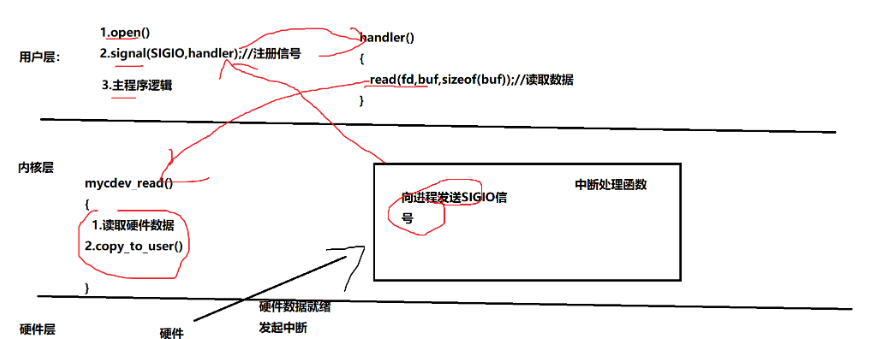 1.open()
用户层：
2.signal(SIGIO,handler);//注册信号
3.主程序逻辑
handler()
{
read(fd,buf,sizeof(buf));//读取数据
}
内核层
mycdev_read()
{
1.读取硬件数据
2.copy_to_user()
}
中断处理函数
向进程发送SIGIO信
号
硬件层
硬件
硬件数据就绪
发起中断